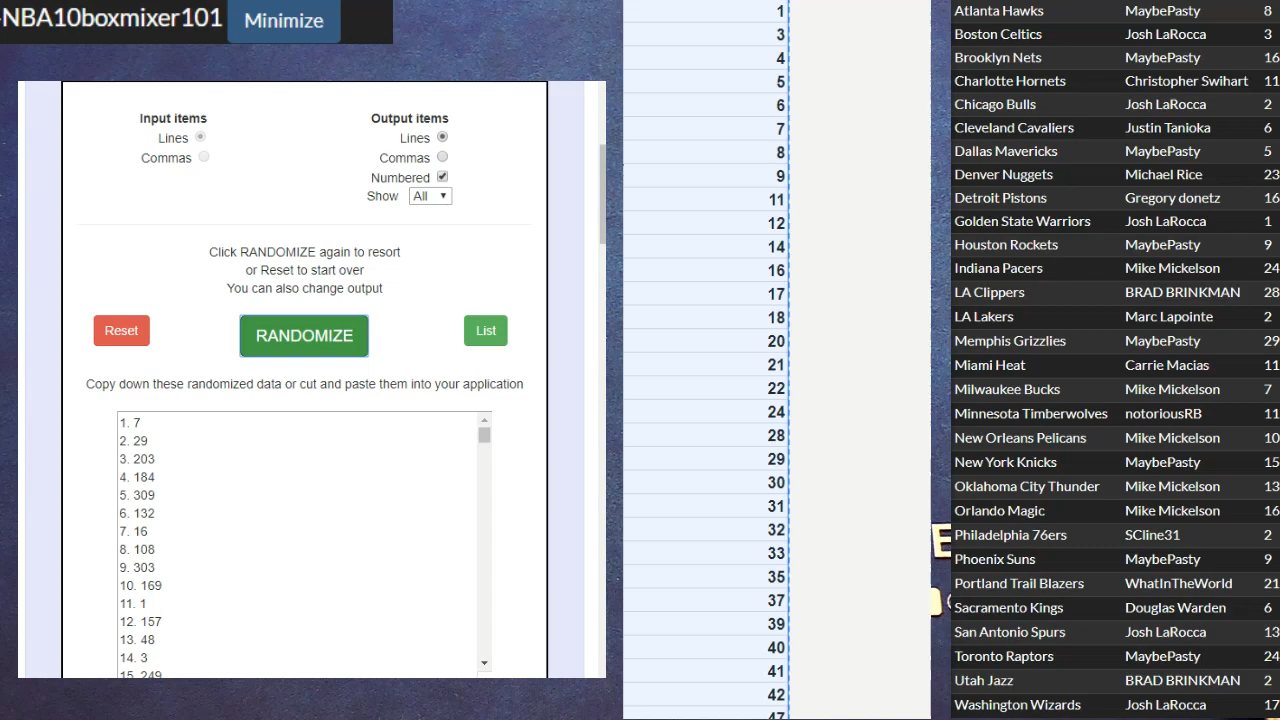 -NBA10boxmixer101
Minimize
Input items
Lines
Commas
Output items
Lines
Commas
Numbered
Show All
Click RANDOMIZE again to resort
or Reset to start over
You can also change output
Reset
RANDOMIZE
List
Copy down these randomized data or cut and paste them into your application
1. 7
2. 29
3. 203
4. 184
5. 309
6. 132
7. 16
8. 108
9. 303
10. 169
11. 1
12. 157
13. 48
14. 3
15. 249
1
3
4
5
6
7
8
9
11
12
14
16
17
18
20
21
22
24
28
29
30
31
32
33
35
37
39
40
41
42
47
Atlanta Hawks MaybePasty 8
Boston Celtics Josh LaRocca 3
Brooklyn Nets MaybePasty 16
Charlotte Hornets Christopher Swihart 11
Chicago Bulls Josh LaRocca 2
Cleveland Cavaliers Justin Tanioka 6
Dallas Mavericks MaybePasty 5
Denver Nuggets Michael Rice 23
Detroit Pistons Gregory donetz 16
Golden State Warriors Josh LaRocca 1
Houston Rockets MaybePasty 9
Indiana Pacers Mike Mickelson 24
LA Clippers BRAD BRINKMAN 28
LA Lakers Marc Lapointe 2
Memphis Grizzlies MaybePasty 29
Miami Heat Carrie Macias 11
Milwaukee Bucks Mike Mickelson 7
Minnesota Timberwolves notoriousRB 11
New Orleans Pelicans Mike Mickelson 10
New York Knicks MaybePasty 15
Oklahoma City Thunder Mike Mickelson 13
Orlando Magic Mike Mickelson 16
Philadelphia 76ers SCline31 2
Phoenix Suns MaybePasty 9
Portland Trail Blazers WhatInTheWorld 21
Sacramento Kings Douglas Warden 6
San Antonio Spurs Josh LaRocca 13
Toronto Raptors MaybePasty 24
Utah Jazz BRAD BRINKMAN 2
Washington Wizards Josh LaRocca 17